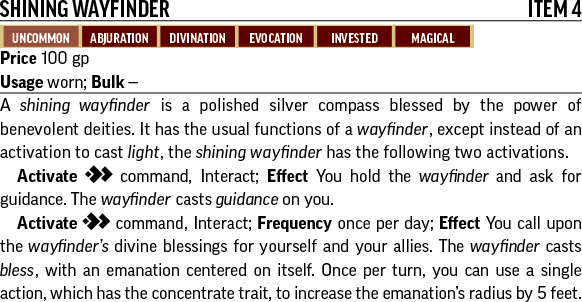 SHINING WAYFINDER ITEM 4
UNCOMMON ABJURATION DIVINATION EVOCATION INVESTED MAGICAL
Price 100 gp
Usage worn; Bulk —
A shining wayfinder is a polished silver compass blessed by the power of
benevolent deities. It has the usual functions of a wayfinder, except instead of an
activation to cast light, the shining wayfinder has the following two activations.
Activate command, Interact; Effect You hold the wayfinder and ask for
guidance. The wayfinder casts guidance on you.
Activate command, Interact; Frequency once per day; Effect You call upon
the wayfinder's divine blessings for yourself and your allies. The wayfinder casts
bless, with an emanation centered on itself. Once per turn, you can use a single
action, which has the concentrate trait, to increase the emanation's radius by 5 feet.